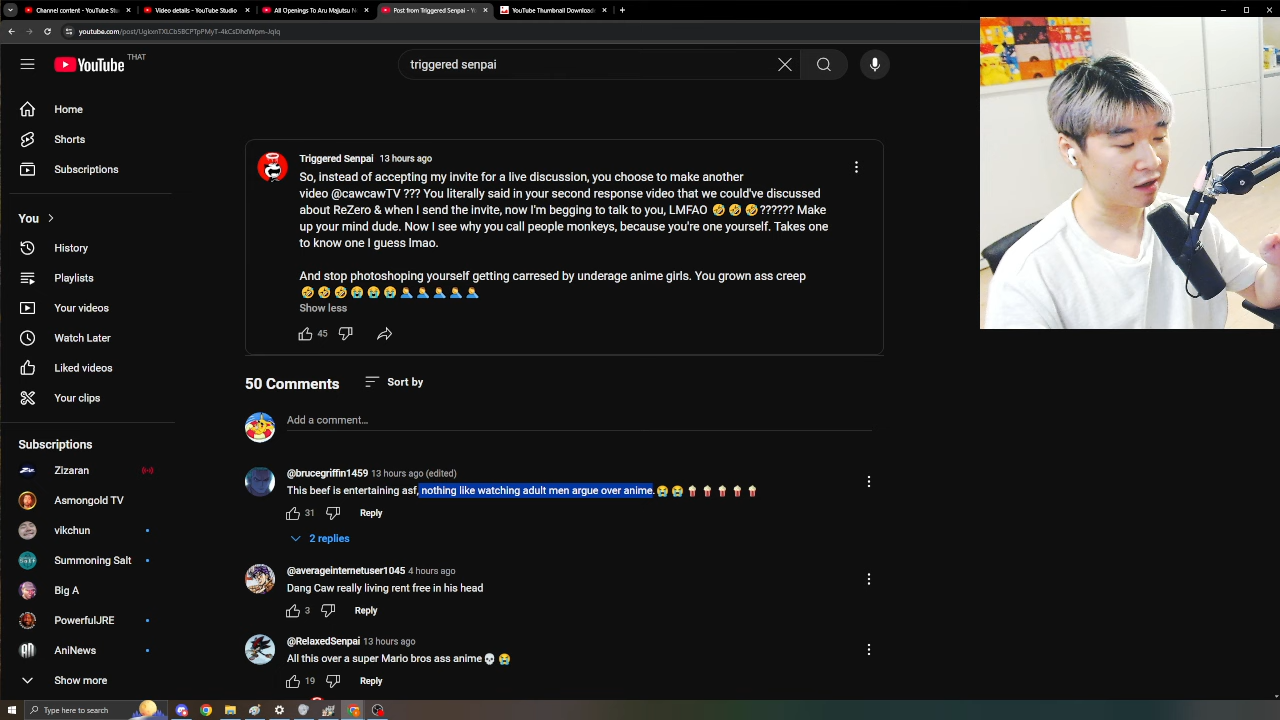 Channel content - YouTube Stu
Video details - YouTube Studio
All Openings To Aru Majutsu N
Post from Triggered Senpai - Y
YouTube Thumbnail Download
youtube.com/post/UgkxmTXLCb5BCPTpPMyT-4kCsDhdWpm-JqIq
YouTube THAT
triggered senpai
Home
Shorts
Subscriptions
You
History
Playlists
Your videos
Watch Later
Liked videos
Your clips
Subscriptions
Zizaran
Asmongold TV
vikchun
Summoning Salt
Big A
PowerfulJRE
AniNews
Show more
Triggered Senpai 13 hours ago
So, instead of accepting my invite for a live discussion, you choose to make another
video @cawcawTV ??? You literally said in your second response video that we could've discussed
about ReZero & when I send the invite, now I'm begging to talk to you, LMFAO 🤣 🤣 🤣?????? Make
up your mind dude. Now I see why you call people monkeys, because you're one yourself. Takes one
to know one I guess lmao.
And stop photoshoping yourself getting carresed by underage anime girls. You grown ass creep
🤣 🤣 🤣 😭 😭 😭 🤦‍♂️ 🤦‍♂️ 🤦‍♂️ 🤦‍♂️ 🤦‍♂️
Show less
45
50 Comments
Sort by
Add a comment...
@brucegriffin1459 13 hours ago (edited)
This beef is entertaining asf, nothing like watching adult men argue over anime.😭 😭 🍿 🍿 🍿 🍿 🍿
31 Reply
2 replies
@averageinternetuser1045 4 hours ago
Dang Caw really living rent free in his head
3 Reply
@RelaxedSenpai 13 hours ago
All this over a super Mario bros ass anime💀 😭
19 Reply
Type here to search